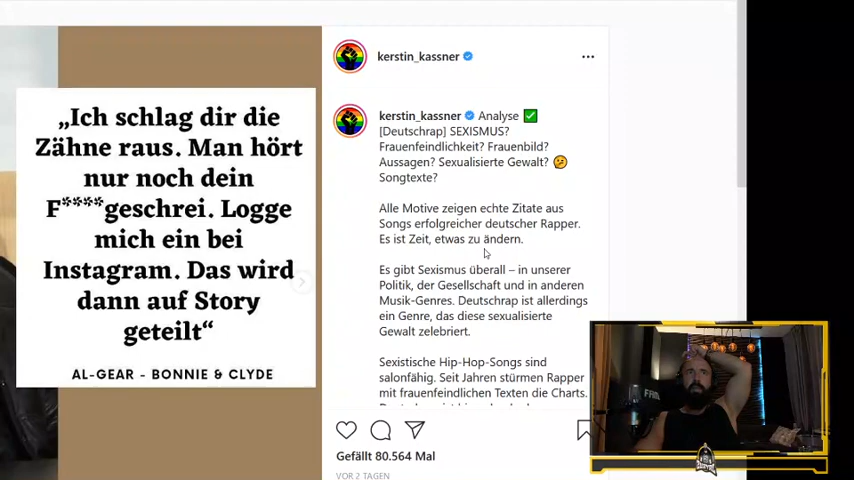 „Ich schlag dir die
Zähne raus. Man hört
nur noch dein
F****geschrei. Logge
mich ein bei
Instagram. Das wird
dann auf Story
geteilt“
AL-GEAR - BONNIE & CLYDE
kerstin_kassner
kerstin_kassner Analyse
[Deutschrap] SEXISMUS?
Frauenfeindlichkeit? Frauenbild?
Aussagen? Sexualisierte Gewalt?
Songtexte?
Alle Motive zeigen echte Zitate aus
Songs erfolgreicher deutscher Rapper.
Es ist Zeit, etwas zu ändern.
Es gibt Sexismus überall – in unserer
Politik, der Gesellschaft und in anderen
Musik-Genres. Deutschrap ist allerdings
ein Genre, das diese sexualisierte
Gewalt zelebriert.
Sexistische Hip-Hop-Songs sind
salonfähig. Seit Jahren stürmen Rapper
mit frauenfeindlichen Texten die Charts.
Gefällt 80.564 Mal
VOR 2 TAGEN